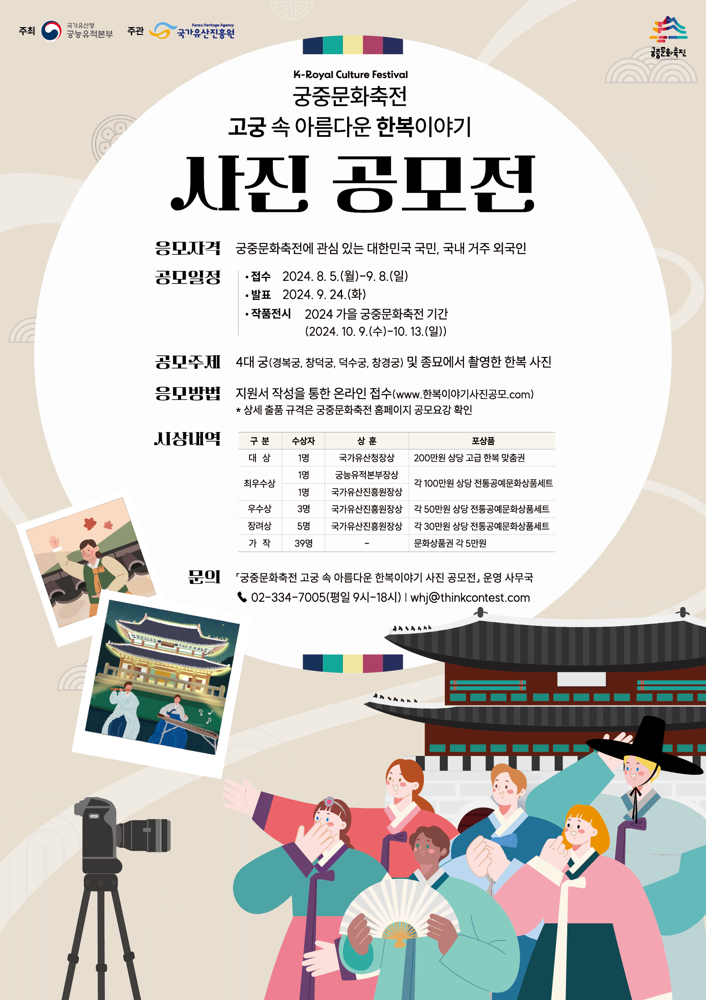 주최 국가유산청 궁능유적본부 주관 Korea Heritage Agency 국가유산진흥원
궁중문화축전
K-Royal Culture Festival
궁중문화축전
고궁 속 아름다운 한복이야기
사진 공모전
응모자격 궁중문화축전에 관심 있는 대한민국 국민, 국내 거주 외국인
공모일정 • 접수 2024. 8. 5.(월)-9. 8.(일)
• 발표 2024. 9. 24.(화)
• 작품전시 2024 가을 궁중문화축전 기간
(2024. 10. 9.(수)-10. 13.(일))
공모주제 4대 궁(경복궁, 창덕궁, 덕수궁, 창경궁) 및 종묘에서 촬영한 한복 사진
응모방법 지원서 작성을 통한 온라인 접수(www.한복이야기사진공모.com)
* 상세 출품 규격은 궁중문화축전 홈페이지 공모요강 확인
시상내역
구 분 수상자 상 훈 포상품
대 상 1명 국가유산청장상 200만원 상당 고급 한복 맞춤권
최우수상 1명 궁능유적본부장상 각 100만원 상당 전통공예문화상품세트
1명 국가유산진흥원장상
우수상 3명 국가유산진흥원장상 각 50만원 상당 전통공예문화상품세트
장려상 5명 국가유산진흥원장상 각 30만원 상당 전통공예문화상품세트
가 작 39명 - 문화상품권 각 5만원
문의 「궁중문화축전 고궁 속 아름다운 한복이야기 사진 공모전」 운영 사무국
02-334-7005(평일 9시-18시) | whj@thinkcontest.com